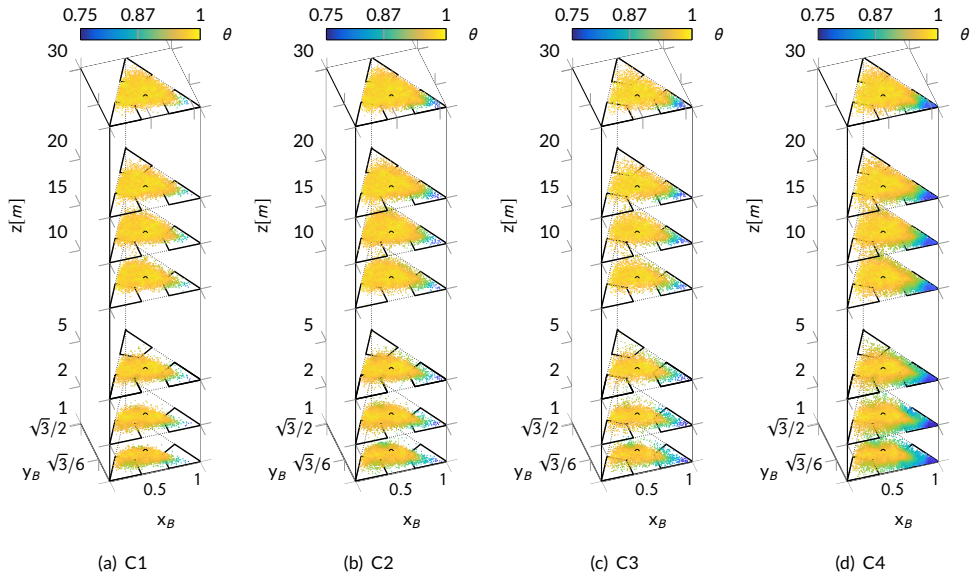 0.75 0.87 1 θ
30
20
15
10
5
2
1
z[m]
√3/2
√3/6
y_B
0.5 1
x_B
(a) C1
0.75 0.87 1 θ
30
20
15
10
5
2
1
z[m]
√3/2
√3/6
y_B
0.5 1
x_B
(b) C2
0.75 0.87 1 θ
30
20
15
10
5
2
1
z[m]
√3/2
√3/6
y_B
0.5 1
x_B
(c) C3
0.75 0.87 1 θ
30
20
15
10
5
2
1
z[m]
√3/2
√3/6
y_B
0.5 1
x_B
(d) C4